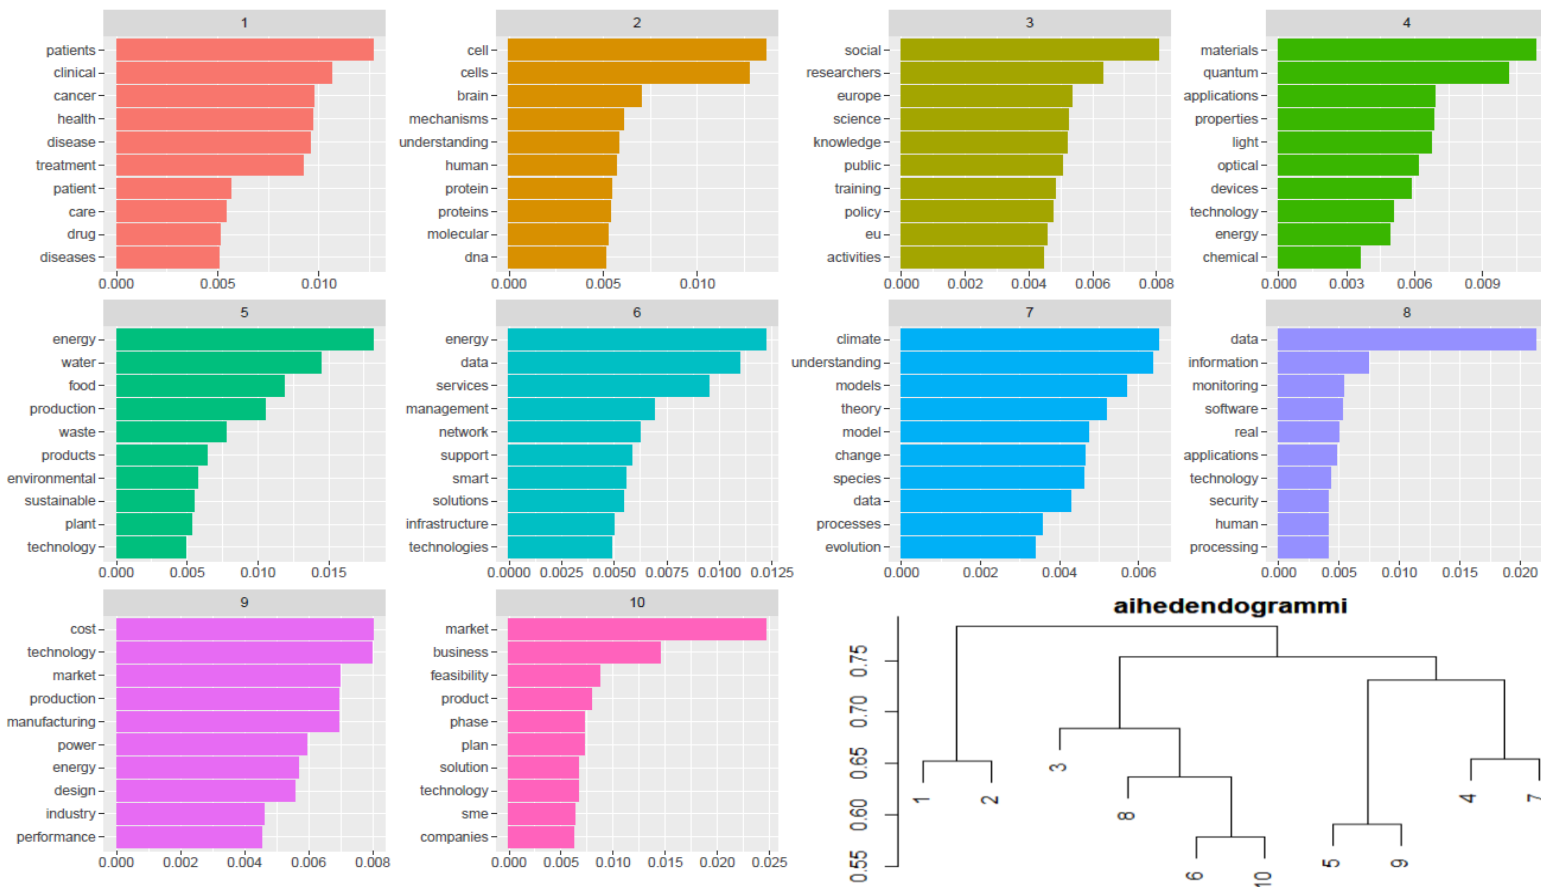 1
patients
clinical
cancer
health
disease
treatment
patient
care
drug
diseases
0.000 0.005 0.010
2
cell
cells
brain
mechanisms
understanding
human
protein
proteins
molecular
dna
0.000 0.005 0.010
3
social
researchers
europe
science
knowledge
public
training
policy
eu
activities
0.000 0.002 0.004 0.006 0.008
4
materials
quantum
applications
properties
light
optical
devices
technology
energy
chemical
0.000 0.003 0.006 0.009
5
energy
water
food
production
waste
products
environmental
sustainable
plant
technology
0.000 0.005 0.010 0.015
6
energy
data
services
management
network
support
smart
solutions
infrastructure
technologies
0.0000 0.0025 0.0050 0.0075 0.0100 0.0125
7
climate
understanding
models
theory
model
change
species
data
processes
evolution
0.000 0.002 0.004 0.006
8
data
information
monitoring
software
real
applications
technology
security
human
processing
0.000 0.005 0.010 0.015 0.020
9
cost
technology
market
production
manufacturing
power
energy
design
industry
performance
0.000 0.002 0.004 0.006 0.008
10
market
business
feasibility
product
phase
plan
solution
technology
sme
companies
0.000 0.005 0.010 0.015 0.020 0.025
aihedendogrammi
0.55 0.60 0.65 0.70 0.75
1 2 3 8 6 10 5 9 4 7